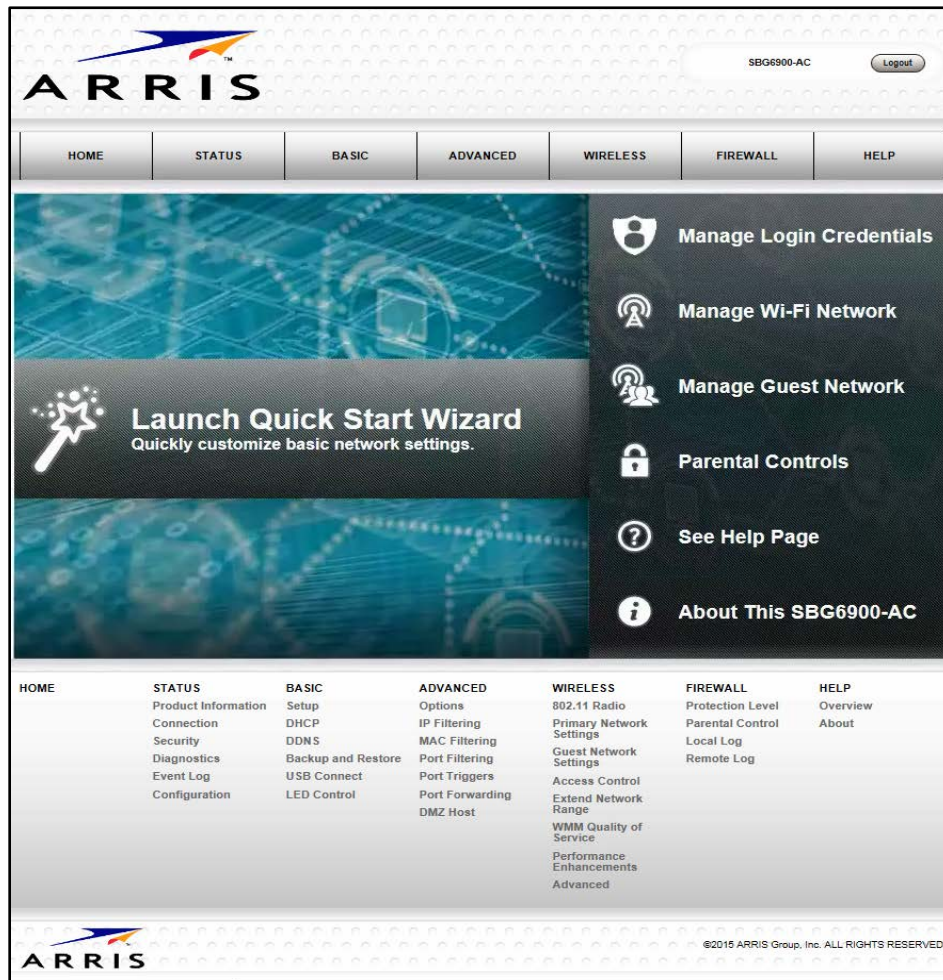 ARRIS
™
SBG6900-AC
Logout
HOME
STATUS
BASIC
ADVANCED
WIRELESS
FIREWALL
HELP
Launch Quick Start Wizard
Quickly customize basic network settings.
Manage Login Credentials
Manage Wi-Fi Network
Manage Guest Network
Parental Controls
See Help Page
About This SBG6900-AC
HOME
STATUS
Product Information
Connection
Security
Diagnostics
Event Log
Configuration
BASIC
Setup
DHCP
DDNS
Backup and Restore
USB Connect
LED Control
ADVANCED
Options
IP Filtering
MAC Filtering
Port Filtering
Port Triggers
Port Forwarding
DMZ Host
WIRELESS
802.11 Radio
Primary Network
Settings
Guest Network
Settings
Access Control
Extend Network
Range
WMM Quality of
Service
Performance
Enhancements
Advanced
FIREWALL
Protection Level
Parental Control
Local Log
Remote Log
HELP
Overview
About
ARRIS
©2015 ARRIS Group, Inc. ALL RIGHTS RESERVED